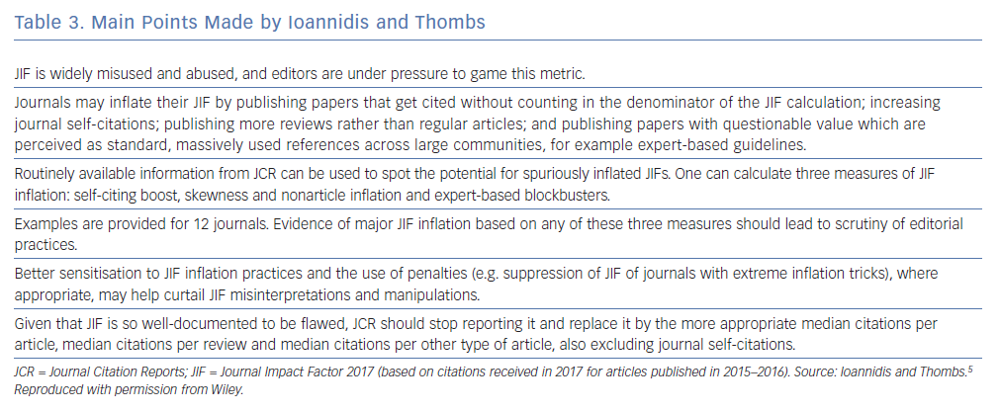 Table 3. Main Points Made by Ioannidis and Thombs
JIF is widely misused and abused, and editors are under pressure to game this metric.
Journals may inflate their JIF by publishing papers that get cited without counting in the denominator of the JIF calculation; increasing
journal self-citations; publishing more reviews rather than regular articles; and publishing papers with questionable value which are
perceived as standard, massively used references across large communities, for example expert-based guidelines.
Routinely available information from JCR can be used to spot the potential for spuriously inflated JIFs. One can calculate three measures of JIF
inflation: self-citing boost, skewness and nonarticle inflation and expert-based blockbusters.
Examples are provided for 12 journals. Evidence of major JIF inflation based on any of these three measures should lead to scrutiny of editorial
practices.
Better sensitisation to JIF inflation practices and the use of penalties (e.g. suppression of JIF of journals with extreme inflation tricks), where
appropriate, may help curtail JIF misinterpretations and manipulations.
Given that JIF is so well-documented to be flawed, JCR should stop reporting it and replace it by the more appropriate median citations per
article, median citations per review and median citations per other type of article, also excluding journal self-citations.
JCR = Journal Citation Reports; JIF = Journal Impact Factor 2017 (based on citations received in 2017 for articles published in 2015–2016). Source: Ioannidis and Thombs.⁵
Reproduced with permission from Wiley.